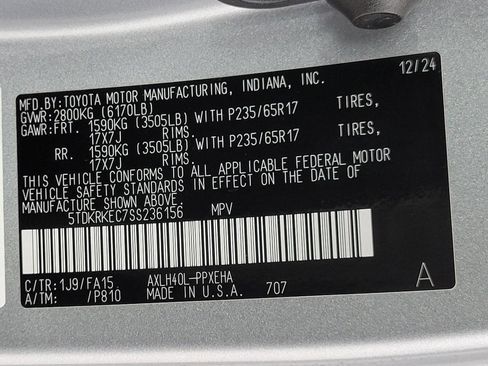 MFD.BY: TOYOTA MOTOR MANUFACTURING, INDIANA, INC. 12/24
GVWR: 2800KG (6170LB)
GAWR: FRT. 1590KG (3505LB) WITH P235/65R17 TIRES,
17X7J RIMS.
RR. 1590KG (3505LB) WITH P235/65R17 TIRES,
17X7J RIMS.
THIS VEHICLE CONFORMS TO ALL APPLICABLE FEDERAL MOTOR
VEHICLE SAFETY STANDARDS IN EFFECT ON THE DATE OF
MANUFACTURE SHOWN ABOVE.
5TDKRKEC7SS236156 MPV
C/TR: 1J9/FA15 AXLH40L-PPXEHA
A/TM: /P810 MADE IN U.S.A. 707 A